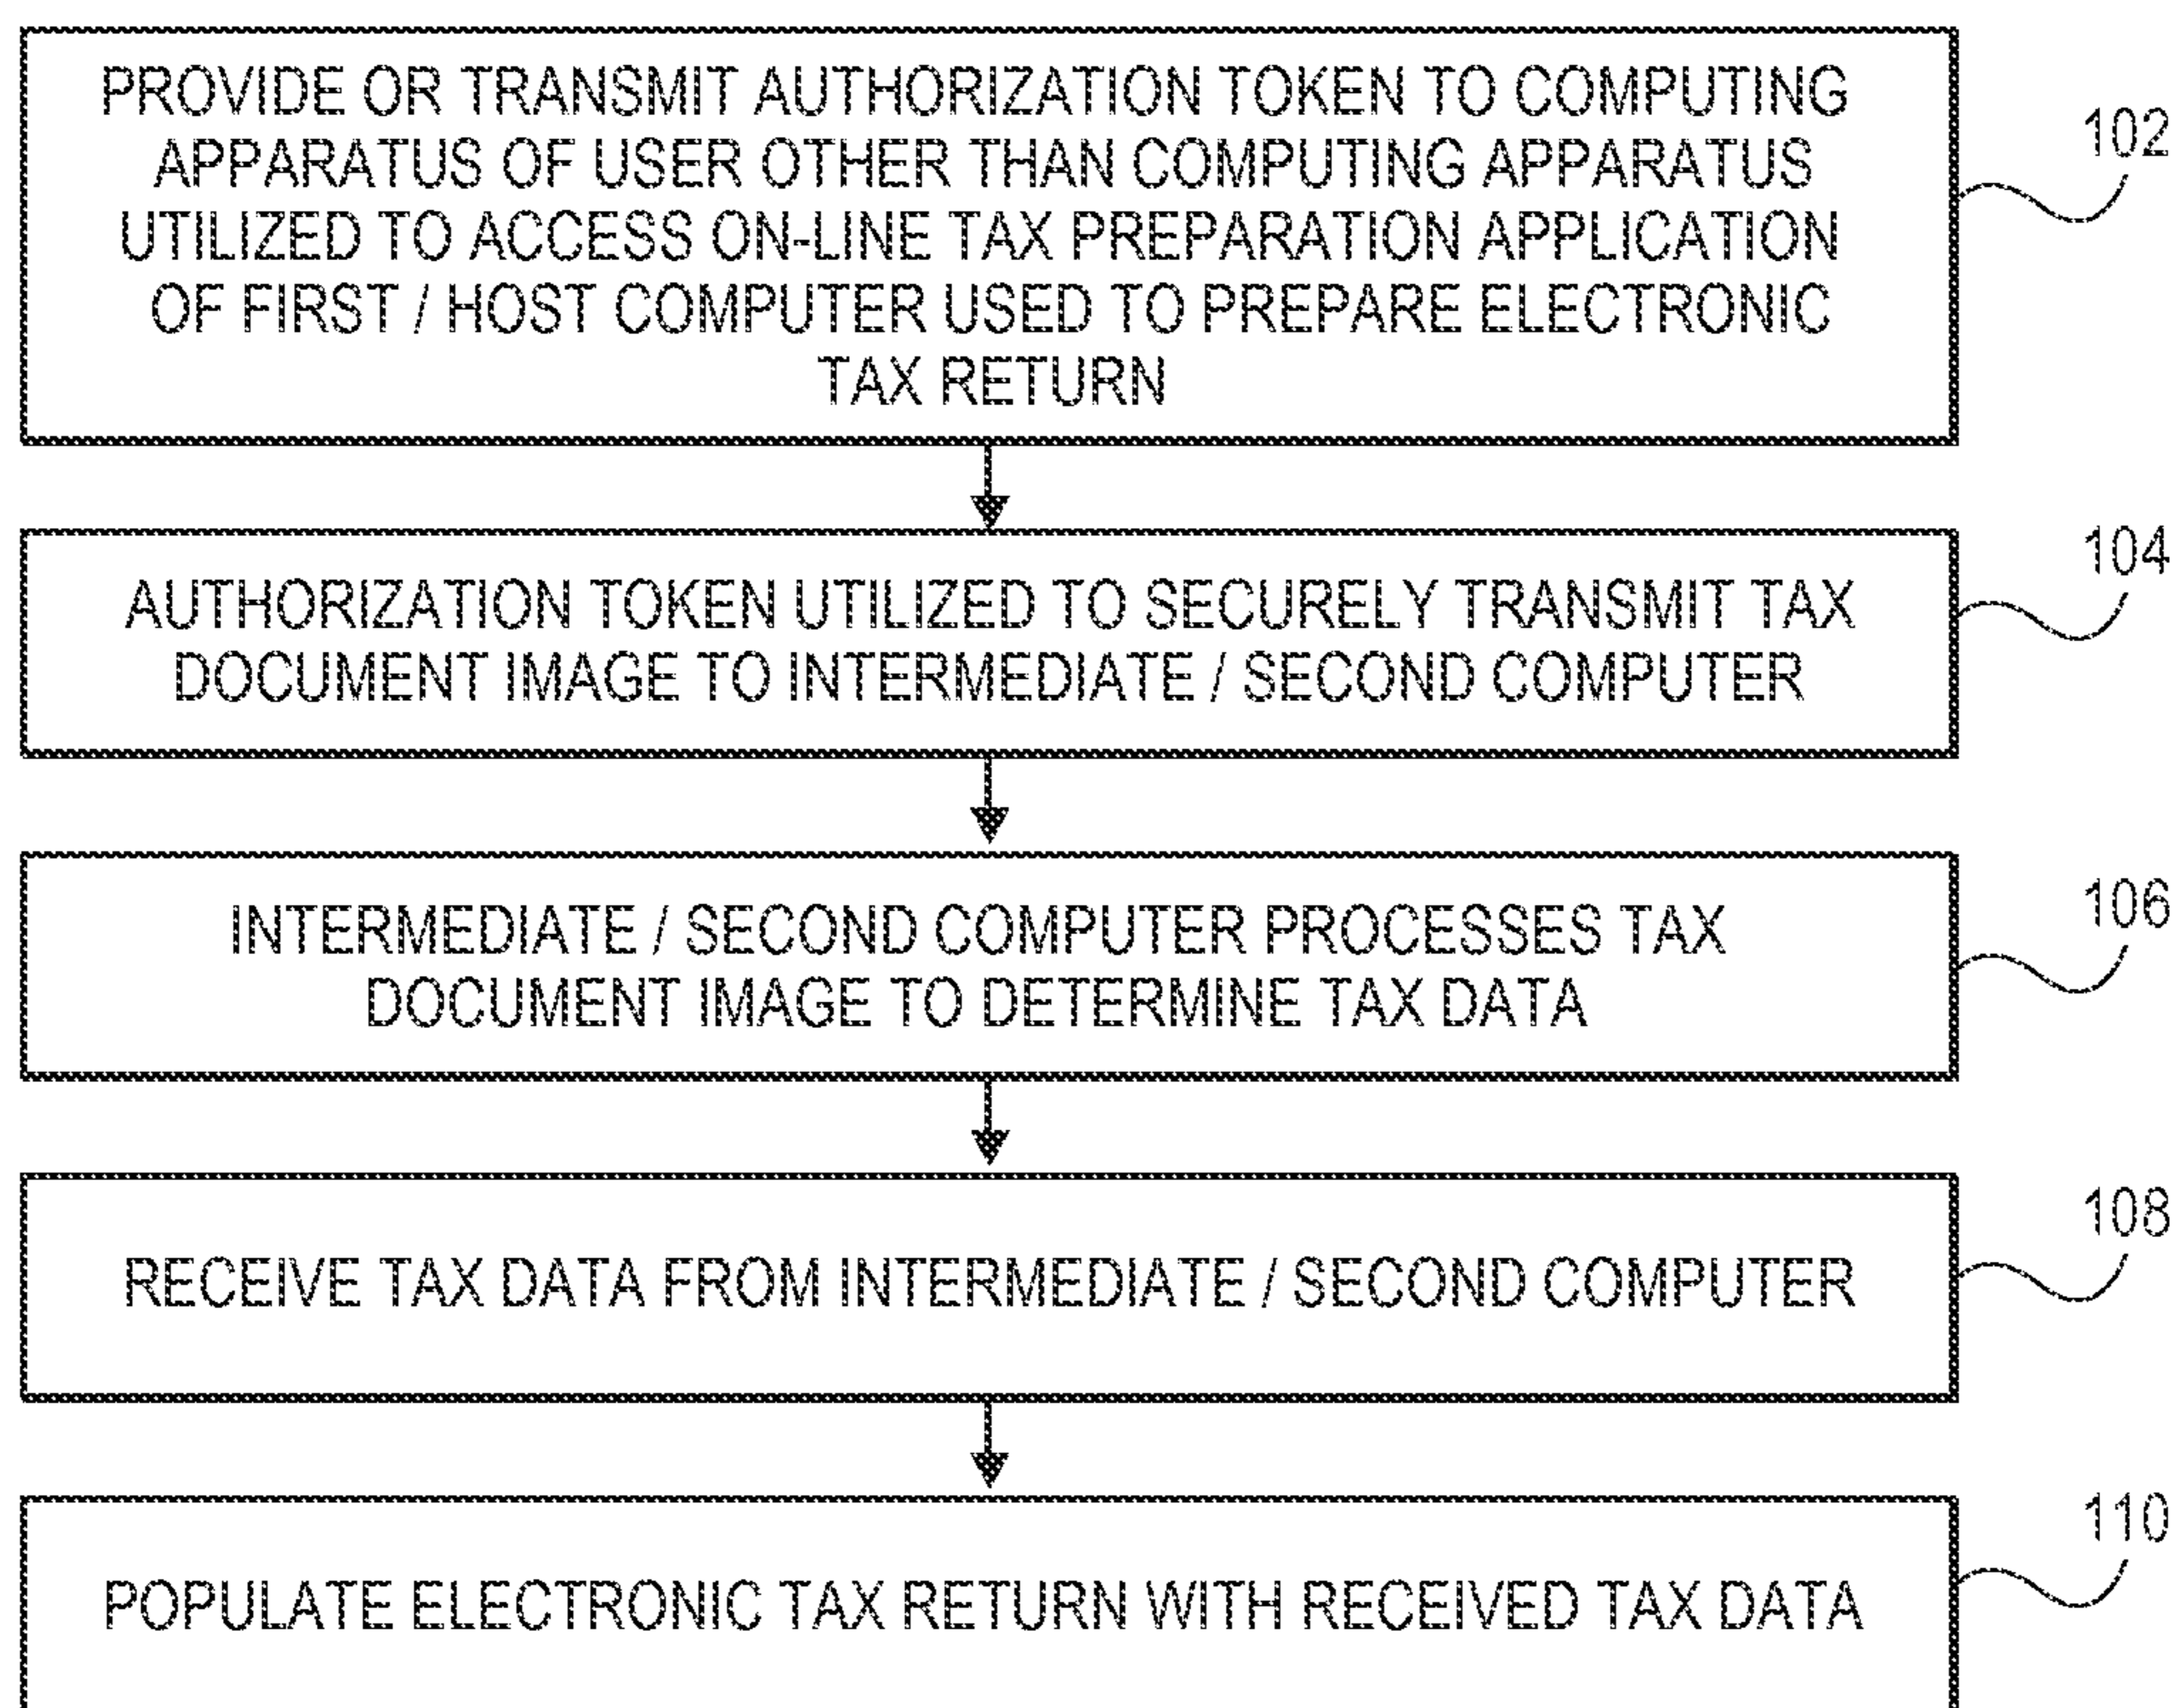 PROVIDE OR TRANSMIT AUTHORIZATION TOKEN TO COMPUTING
APPARATUS OF USER OTHER THAN COMPUTING APPARATUS
UTILIZED TO ACCESS ON-LINE TAX PREPARATION APPLICATION
OF FIRST / HOST COMPUTER USED TO PREPARE ELECTRONIC
TAX RETURN
102
AUTHORIZATION TOKEN UTILIZED TO SECURELY TRANSMIT TAX
DOCUMENT IMAGE TO INTERMEDIATE / SECOND COMPUTER
104
INTERMEDIATE / SECOND COMPUTER PROCESSES TAX
DOCUMENT IMAGE TO DETERMINE TAX DATA
106
RECEIVE TAX DATA FROM INTERMEDIATE / SECOND COMPUTER
108
POPULATE ELECTRONIC TAX RETURN WITH RECEIVED TAX DATA
110